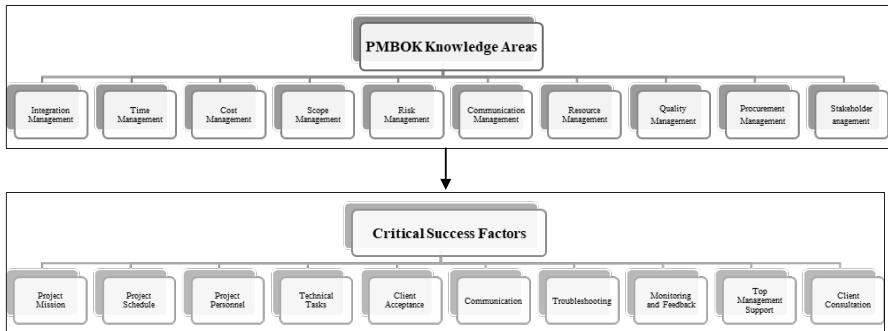 PMBOK Knowledge Areas
Integration
Management
Time
Management
Cost
Management
Scope
Management
Risk
Management
Communication
Management
Resource
Management
Quality
Management
Procurement
Management
Stakeholder
anagement
Critical Success Factors
Project
Mission
Project
Schedule
Project
Personnel
Technical
Tasks
Client
Acceptance
Communication
Troubleshooting
Monitoring
and Feedback
Top
Management
Support
Client
Consultation